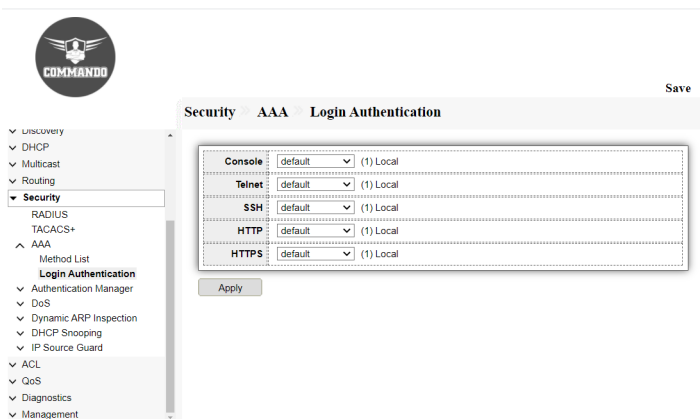 COMMANDO
Save
Security » AAA » Login Authentication
Discovery
DHCP
Multicast
Routing
Security
RADIUS
TACACS+
AAA
Method List
Login Authentication
Authentication Manager
DoS
Dynamic ARP Inspection
DHCP Snooping
IP Source Guard
ACL
QoS
Diagnostics
Management
Console default (1) Local
Telnet default (1) Local
SSH default (1) Local
HTTP default (1) Local
HTTPS default (1) Local
Apply